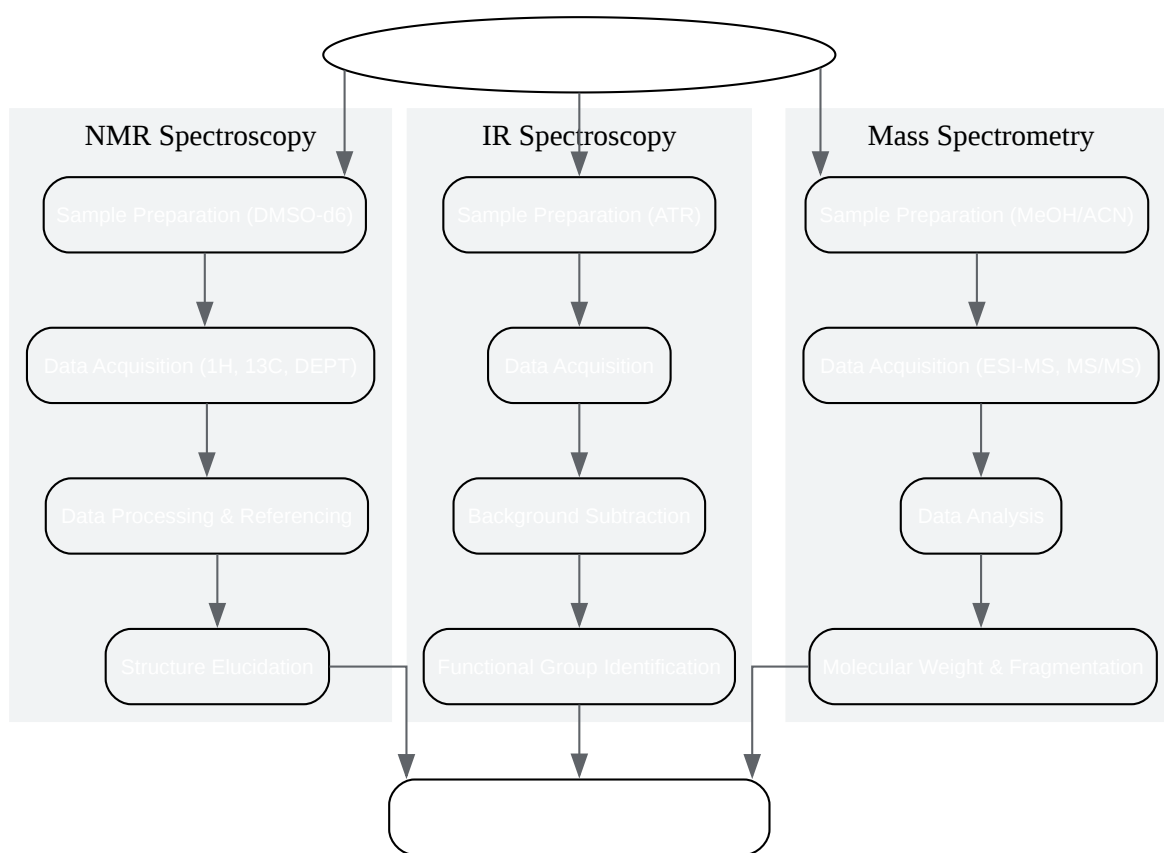 NMR Spectroscopy
Sample Preparation (DMSO-d6)
Data Acquisition (1H, 13C, DEPT)
Data Processing & Referencing
Structure Elucidation
IR Spectroscopy
Sample Preparation (ATR)
Data Acquisition
Background Subtraction
Functional Group Identification
Mass Spectrometry
Sample Preparation (MeOH/ACN)
Data Acquisition (ESI-MS, MS/MS)
Data Analysis
Molecular Weight & Fragmentation